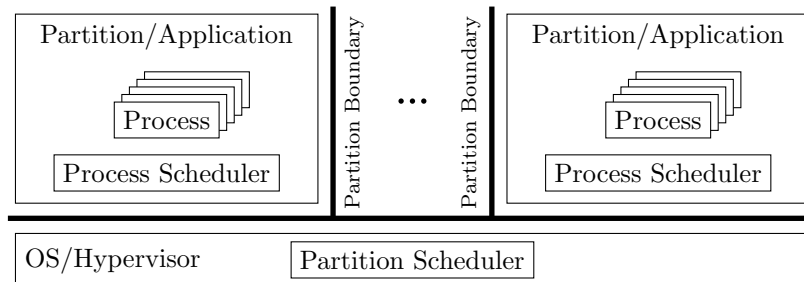 Partition/Application
Process
Process Scheduler
Partition Boundary
...
Partition Boundary
Partition/Application
Process
Process Scheduler
OS/Hypervisor
Partition Scheduler